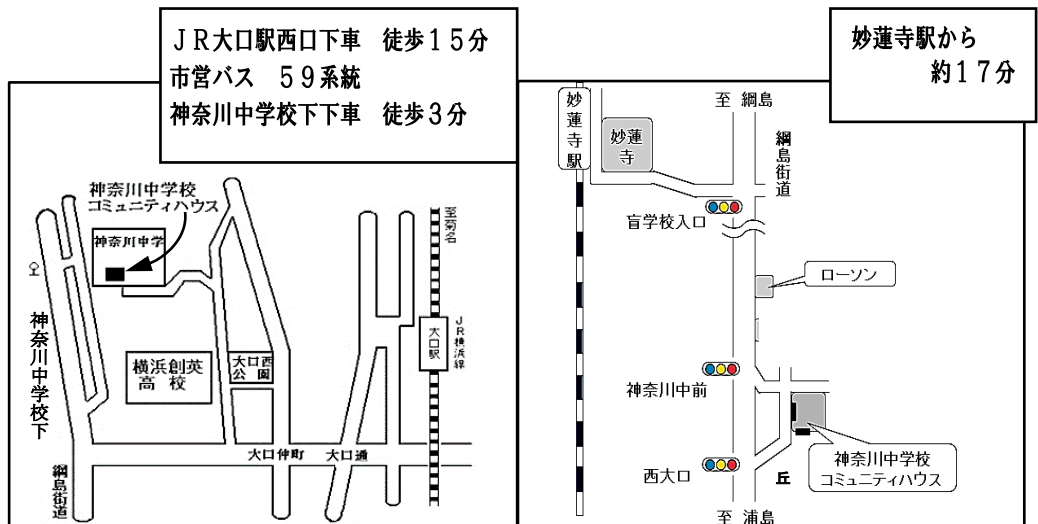 ＪＲ大口駅西口下車　徒歩１５分
市営バス　５９系統
神奈川中学校下下車　徒歩３分
神奈川中学校
コミュニティハウス
神奈川中学
至菊名
神奈川中学校下
横浜創英
高　校
大口西
公園
大口駅
ＪＲ横浜線
大口仲町
大口通
綱島街道
妙蓮寺駅から
約１７分
妙蓮寺駅
妙蓮
寺
至　綱島
綱島街道
盲学校入口
ローソン
神奈川中前
神奈川中学校
コミュニティハウス
西大口
丘
至　浦島